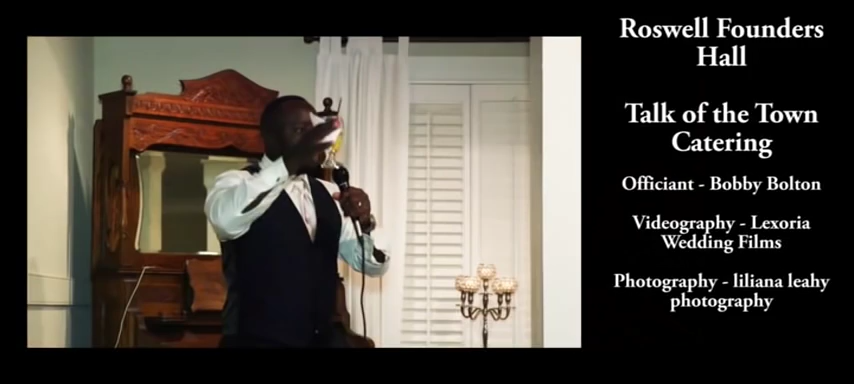 Roswell Founders
Hall
Talk of the Town
Catering
Officiant - Bobby Bolton
Videography - Lexoria
Wedding Films
Photography - liliana leahy
photography